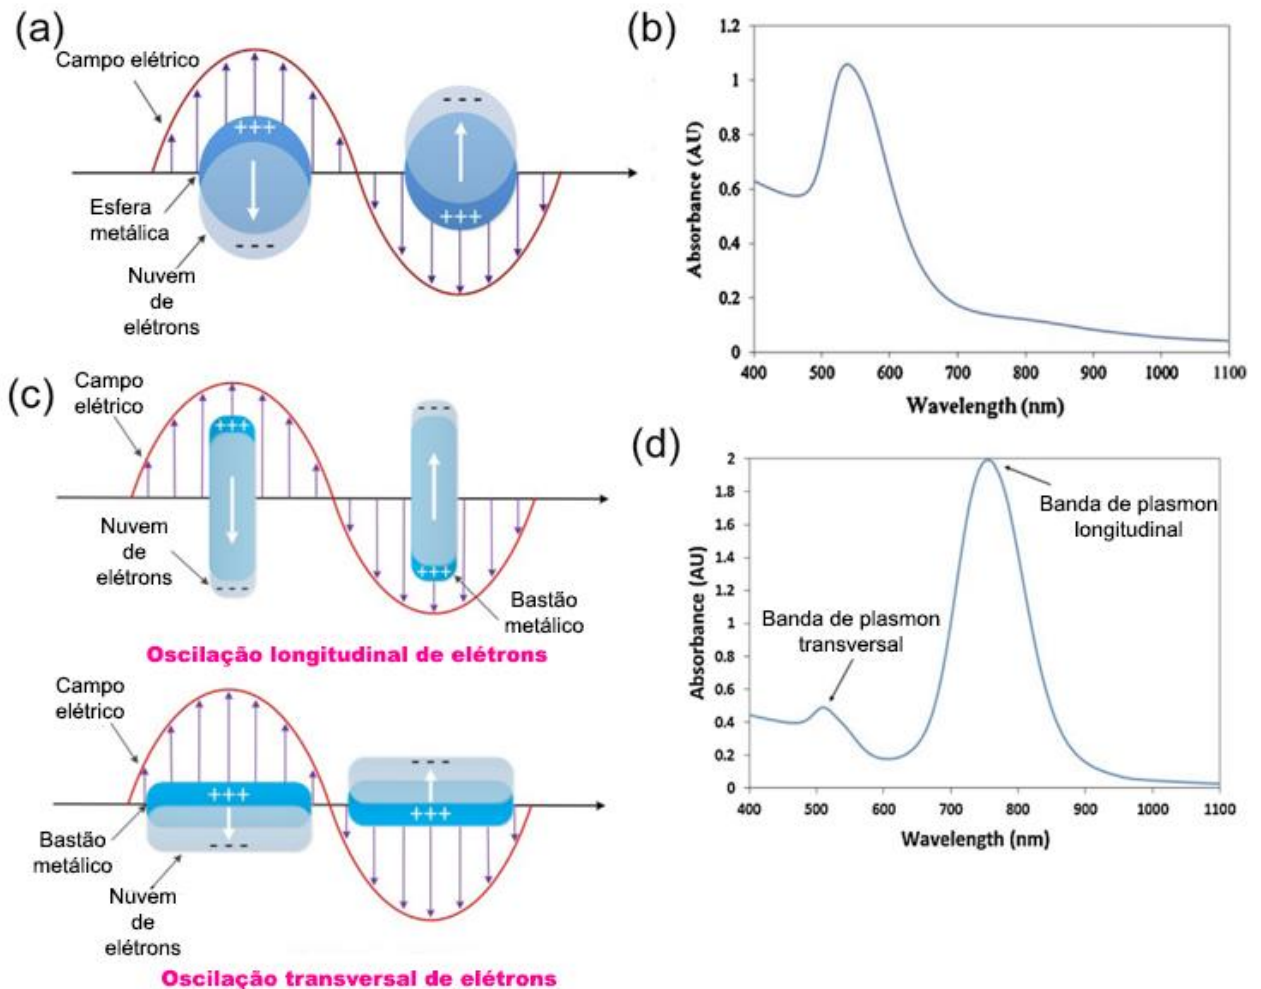 (a)
Campo elétrico
+++
- - -
Esfera
metálica
- - -
+++
Nuvem
de
elétrons
(b)
1.2
1
0.8
0.6
0.4
0.2
0
Absorbance (AU)
400 500 600 700 800 900 1000 1100
Wavelength (nm)
(c)
Campo
elétrico
+++
- - -
Nuvem
de
elétrons
- - -
+++
Bastão
metálico
Oscilação longitudinal de elétrons
Campo
elétrico
+++
- - -
- - -
+++
Bastão
metálico
Nuvem
de
elétrons
Oscilação transversal de elétrons
(d)
2
1.8
1.6
1.4
1.2
1
0.8
0.6
0.4
0.2
0
Absorbance (AU)
Banda de plasmon
longitudinal
Banda de plasmon
transversal
400 500 600 700 800 900 1000 1100
Wavelength (nm)